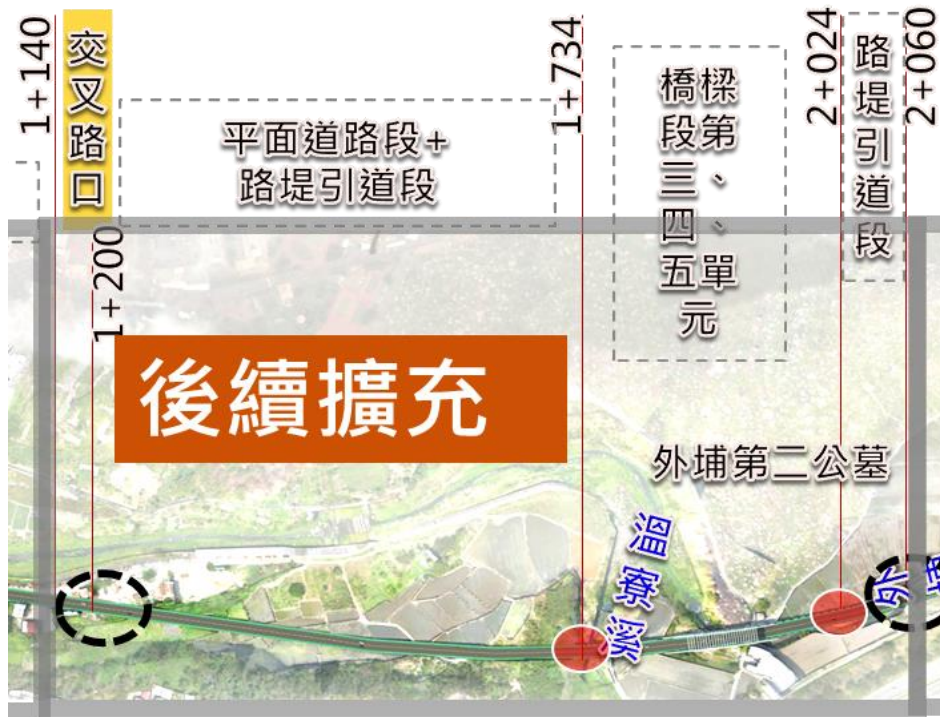 1+140
交叉路口
1+200
平面道路段+
路堤引道段
1+734
橋樑
段第
三、
四、
五單
元
2+024
路堤引道段
2+060
後續擴充
外埔第二公墓
溫寮溪
外埔